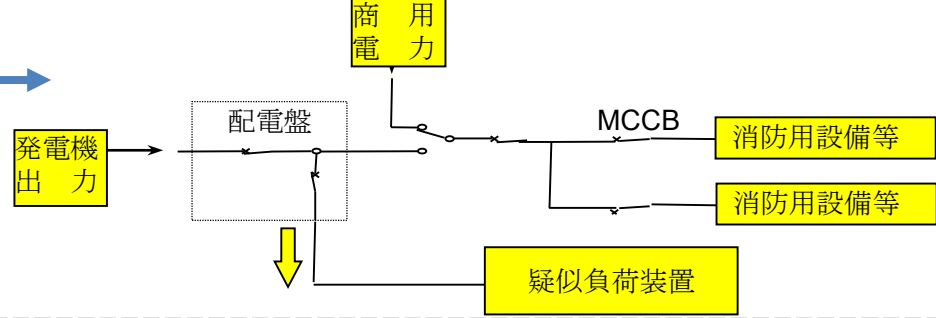 商　用
電　力
配電盤
MCCB
発電機
出　力
消防用設備等
消防用設備等
疑似負荷装置